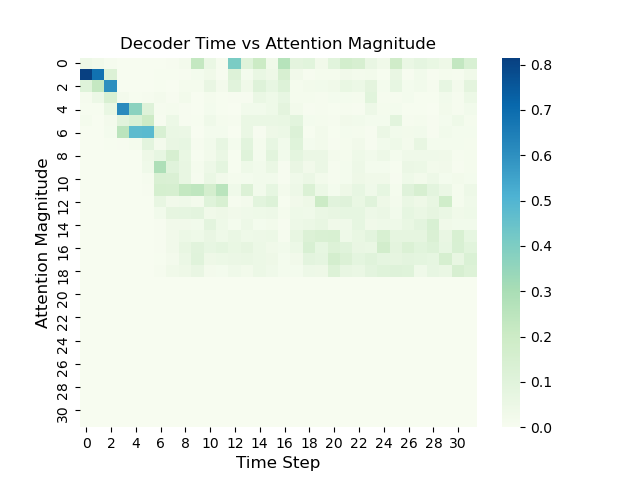 Decoder Time vs Attention Magnitude
0 2 4 6 8 10 12 14 16 18 20 22 24 26 28 30
Attention Magnitude
0.8
0.7
0.6
0.5
0.4
0.3
0.2
0.1
0.0
0 2 4 6 8 10 12 14 16 18 20 22 24 26 28 30
Time Step